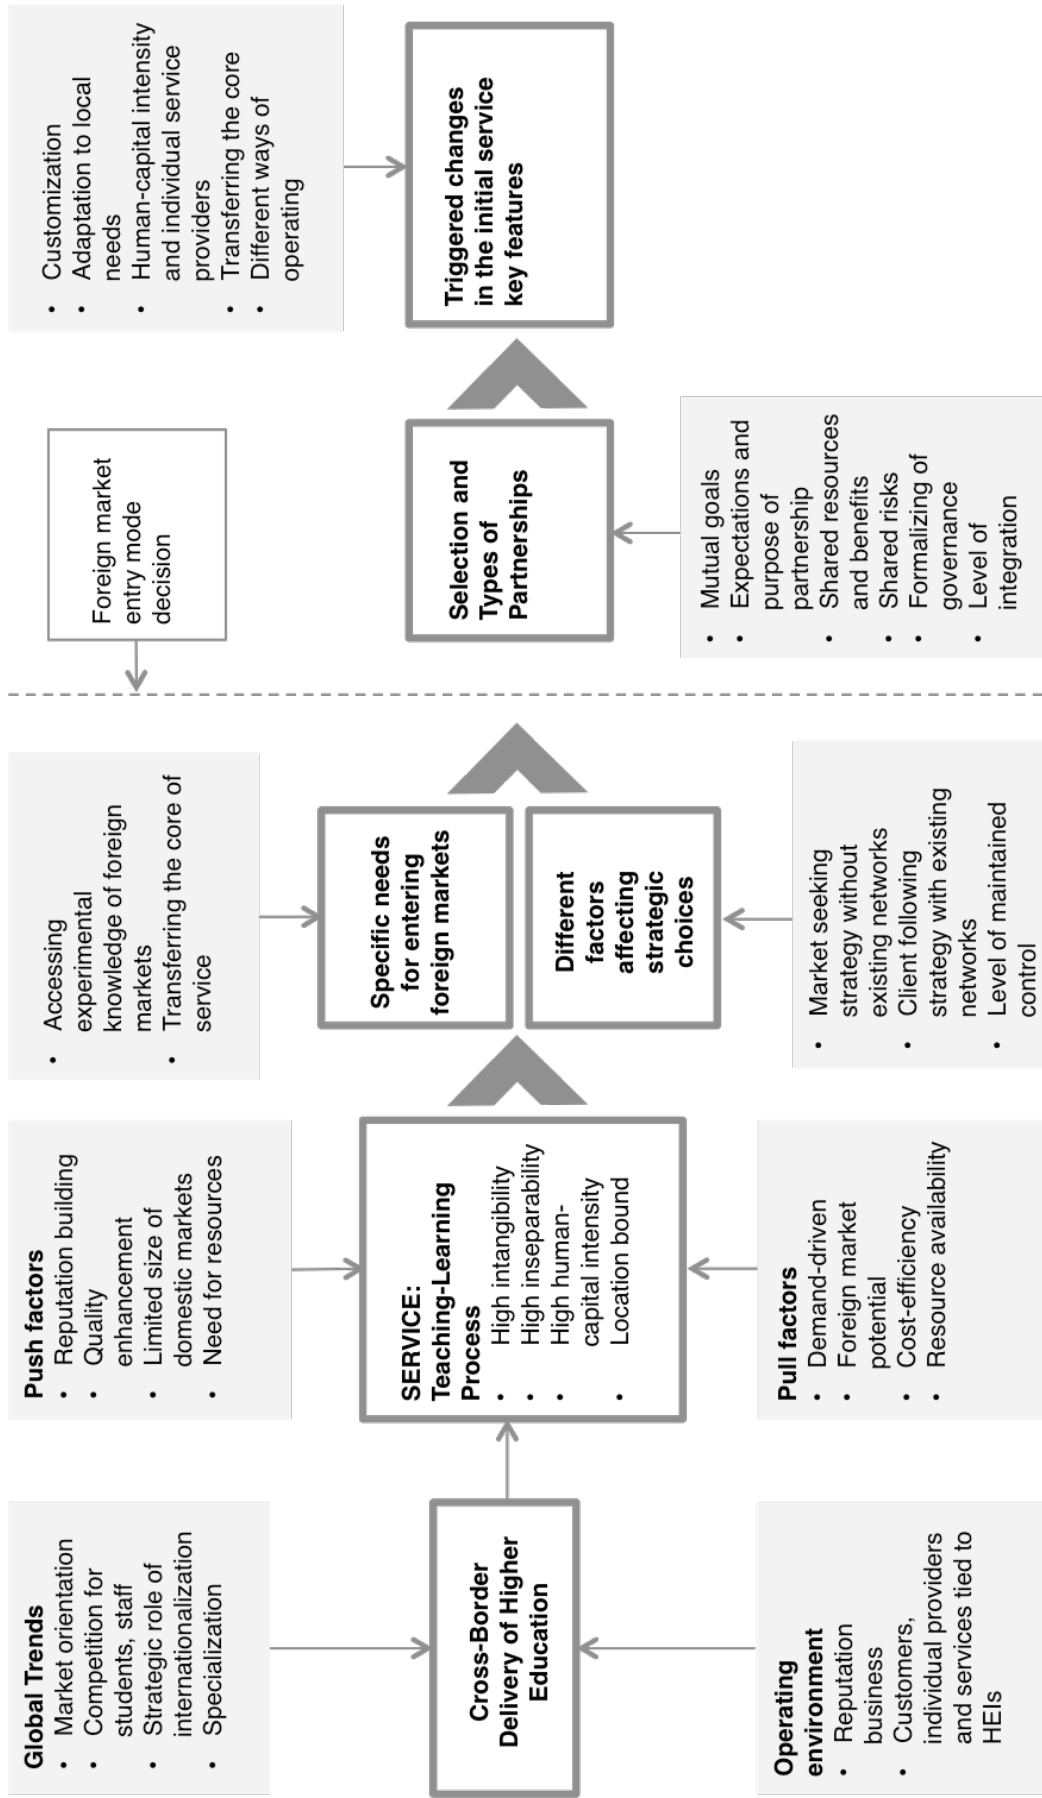 Global Trends
• Market orientation
• Competition for
students, staff
• Strategic role of
internationalization
• Specialization
Cross-Border
Delivery of Higher
Education
Operating
environment
• Reputation
business
• Customers,
individual providers
and services tied to
HEIs
Push factors
• Reputation building
• Quality
enhancement
• Limited size of
domestic markets
• Need for resources
SERVICE:
Teaching-Learning
Process
• High intangibility
• High inseparability
• High human-
capital intensity
• Location bound
Pull factors
• Demand-driven
• Foreign market
potential
• Cost-efficiency
• Resource availability
• Accessing
experimental
knowledge of foreign
markets
• Transferring the core of
service
Specific needs
for entering
foreign markets
Different
factors
affecting
strategic
choices
• Market seeking
strategy without
existing networks
• Client following
strategy with existing
networks
• Level of maintained
control
Foreign market
entry mode
decision
Selection and
Types of
Partnerships
• Mutual goals
• Expectations and
purpose of
partnership
• Shared resources
and benefits
• Shared risks
• Formalizing of
governance
• Level of
integration
• Customization
• Adaptation to local
needs
• Human-capital intensity
and individual service
providers
• Transferring the core
• Different ways of
operating
Triggered changes
in the initial service
key features